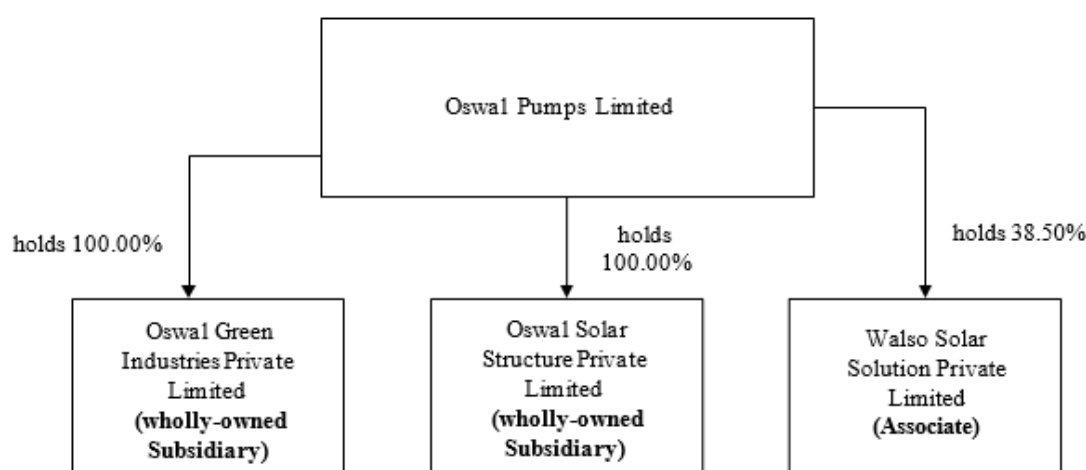 Oswal Pumps Limited
holds 100.00%
holds
100.00%
holds 38.50%
Oswal Green
Industries Private
Limited
(wholly-owned
Subsidiary)
Oswal Solar
Structure Private
Limited
(wholly-owned
Subsidiary)
Walso Solar
Solution Private
Limited
(Associate)